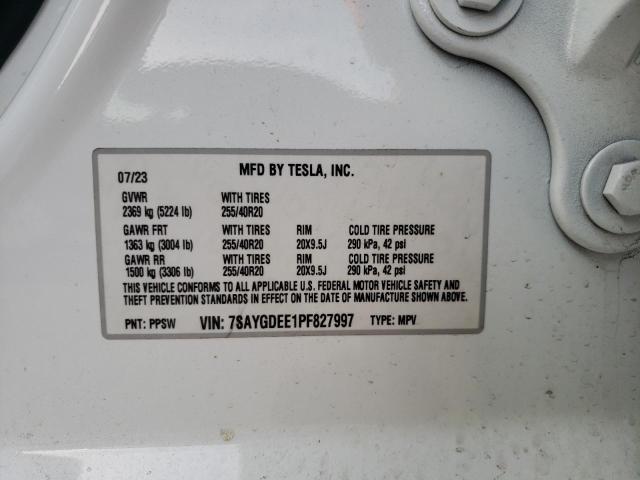 07/23 MFD BY TESLA, INC.
GVWR WITH TIRES
2369 kg (5224 lb) 255/40R20
GAWR FRT WITH TIRES RIM COLD TIRE PRESSURE
1363 kg (3004 lb) 255/40R20 20X9.5J 290 kPa, 42 psi
GAWR RR WITH TIRES RIM COLD TIRE PRESSURE
1500 kg (3306 lb) 255/40R20 20X9.5J 290 kPa, 42 psi
THIS VEHICLE CONFORMS TO ALL APPLICABLE U.S. FEDERAL MOTOR VEHICLE SAFETY
AND THEFT PREVENTION STANDARDS IN EFFECT ON THE DATE OF MANUFACTURE SHOWN ABOVE.
PNT: PPSW VIN: 7SAYGDEE1PF827997 TYPE: MPV